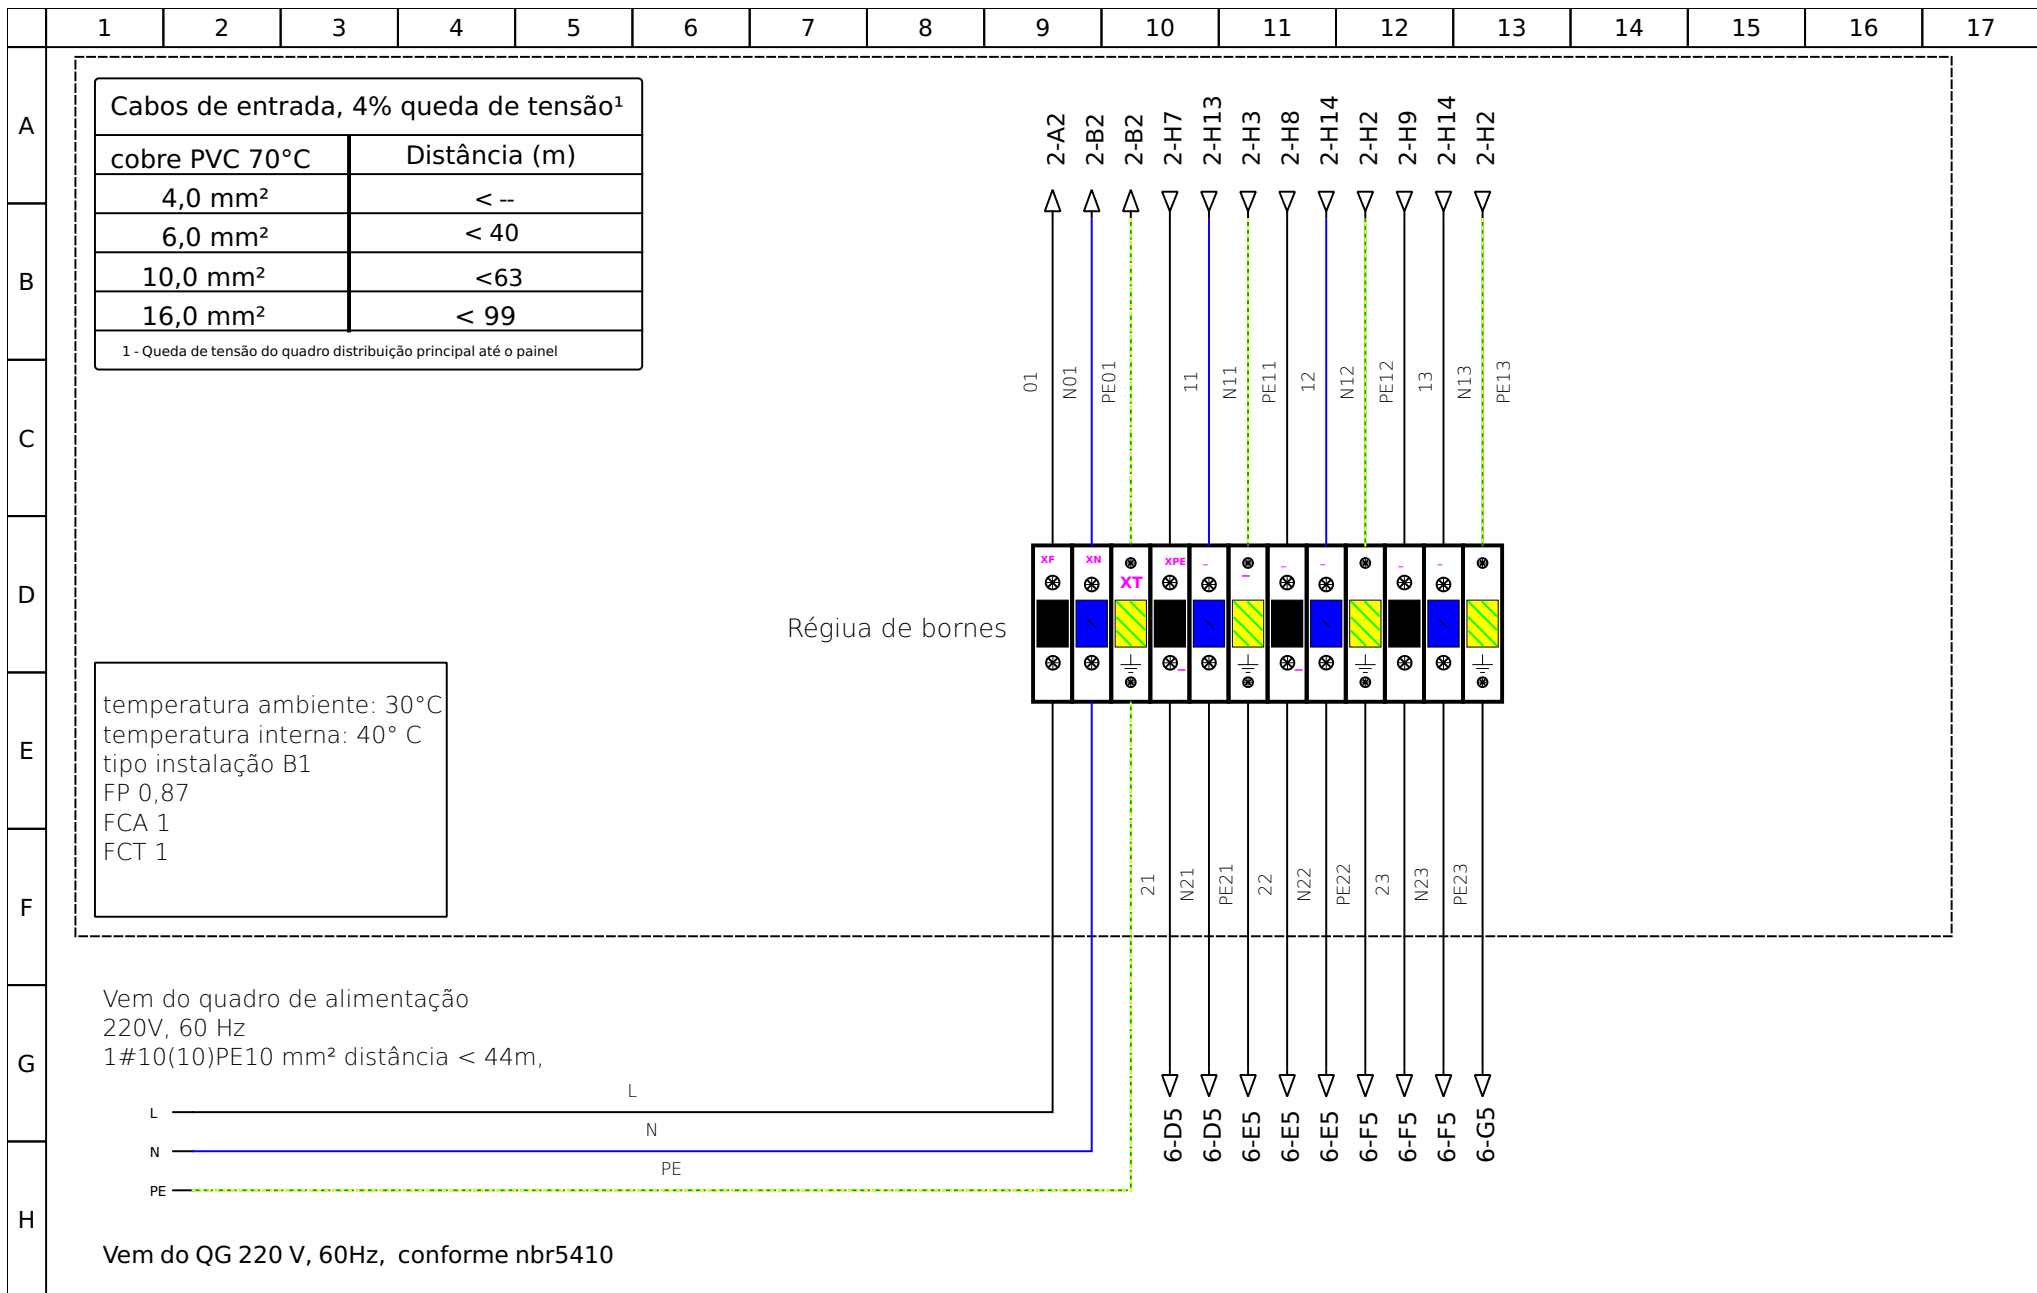 1 2 3 4 5 6 7 8 9 10 11 12 13 14 15 16 17
A
B
C
D
E
F
G
H
Cabos de entrada, 4% queda de tensão¹
cobre PVC 70°C Distância (m)
4,0 mm² < --
6,0 mm² < 40
10,0 mm² <63
16,0 mm² < 99
1 - Queda de tensão do quadro distribuição principal até o painel
2-A2 2-B2 2-B2 2-H7 2-H13 2-H3 2-H8 2-H14 2-H2 2-H9 2-H14 2-H2
01 N01 PE01 11 N11 PE11 12 N12 PE12 13 N13 PE13
XF XN XT XPE
Régiua de bornes
temperatura ambiente: 30°C
temperatura interna: 40° C
tipo instalação B1
FP 0,87
FCA 1
FCT 1
21 N21 PE21 22 N22 PE22 23 N23 PE23
Vem do quadro de alimentação
220V, 60 Hz
1#10(10)PE10 mm² distância < 44m,
L L
N N
PE PE
6-D5 6-D5 6-E5 6-E5 6-E5 6-F5 6-F5 6-F5 6-G5
Vem do QG 220 V, 60Hz, conforme nbr5410